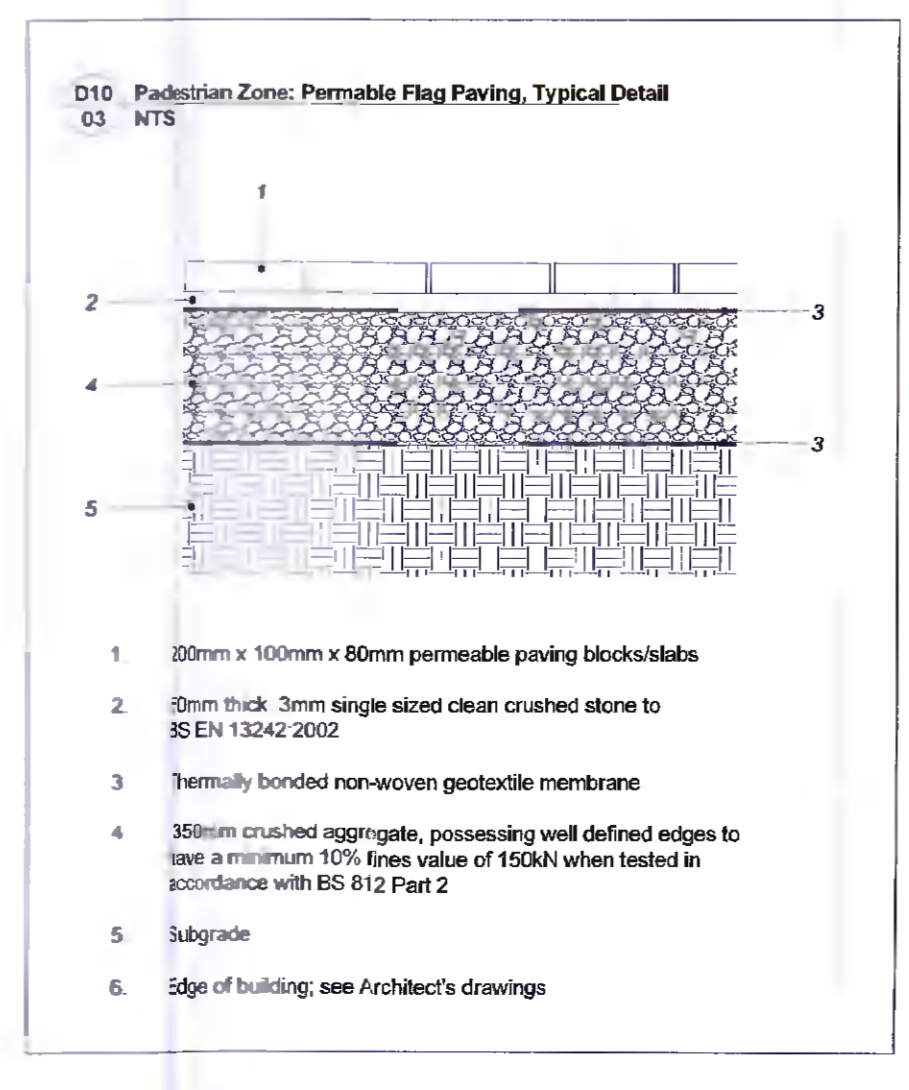 D10 Padestrian Zone: Permable Flag Paving, Typical Detail
03 NTS
1
2
3
4
3
5
1. 200mm x 100mm x 80mm permeable paving blocks/slabs
2. thick 3mm single sized clean crushed stone to
BS EN 13242:2002
3 Thermally bonded non-woven geotextile membrane
4 350mm crushed aggregate, possessing well defined edges to
have a minimum 10% fines value of 150kN when tested in
accordance with BS 812 Part 2
5. Subgrade
6. Edge of building; see Architect's drawings